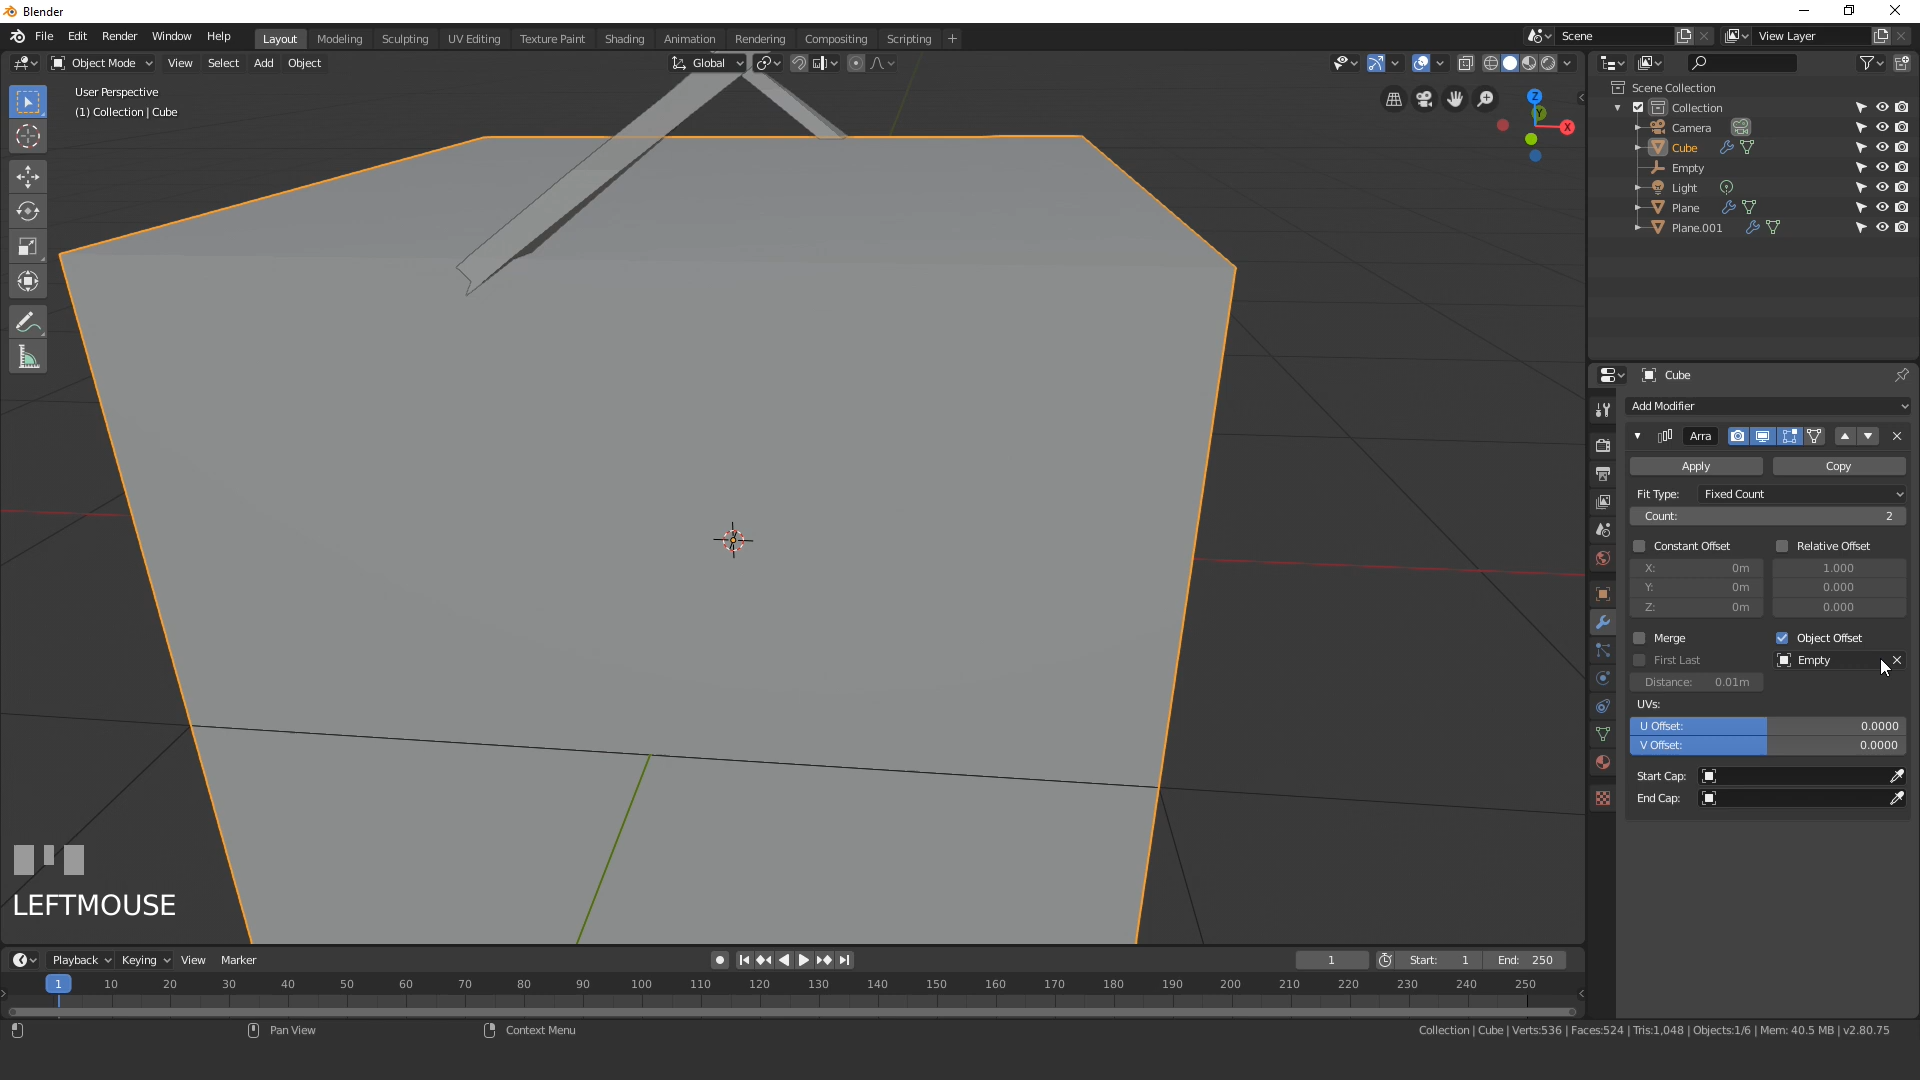 Blender
File Edit Render Window Help
Layout Modeling Sculpting UV Editing Texture Paint Shading Animation Rendering Compositing Scripting +
Scene
View Layer
Object Mode View Select Add Object
Global
User Perspective
(1) Collection | Cube
Z
Y
X
Scene Collection
Collection
Camera
Cube
Empty
Light
Plane
Plane.001
Cube
Add Modifier
Arra
Apply Copy
Fit Type: Fixed Count
Count: 2
Constant Offset Relative Offset
X: 0m 1.000
Y: 0m 0.000
Z: 0m 0.000
Merge Object Offset
First Last Empty
Distance: 0.01m
UVs:
U Offset: 0.0000
V Offset: 0.0000
Start Cap:
End Cap:
LEFTMOUSE
Playback Keying View Marker
1 Start: 1 End: 250
1 10 20 30 40 50 60 70 80 90 100 110 120 130 140 150 160 170 180 190 200 210 220 230 240 250
Pan View Context Menu
Collection | Cube | Verts:536 | Faces:524 | Tris:1,048 | Objects:1/6 | Mem: 40.5 MB | v2.80.75